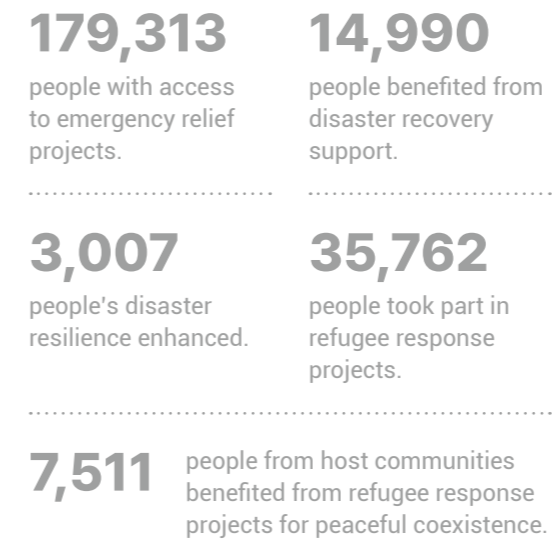 179,313
people with access
to emergency relief
projects.
14,990
people benefited from
disaster recovery
support.
3,007
people's disaster
resilience enhanced.
35,762
people took part in
refugee response
projects.
7,511
people from host communities
benefited from refugee response
projects for peaceful coexistence.